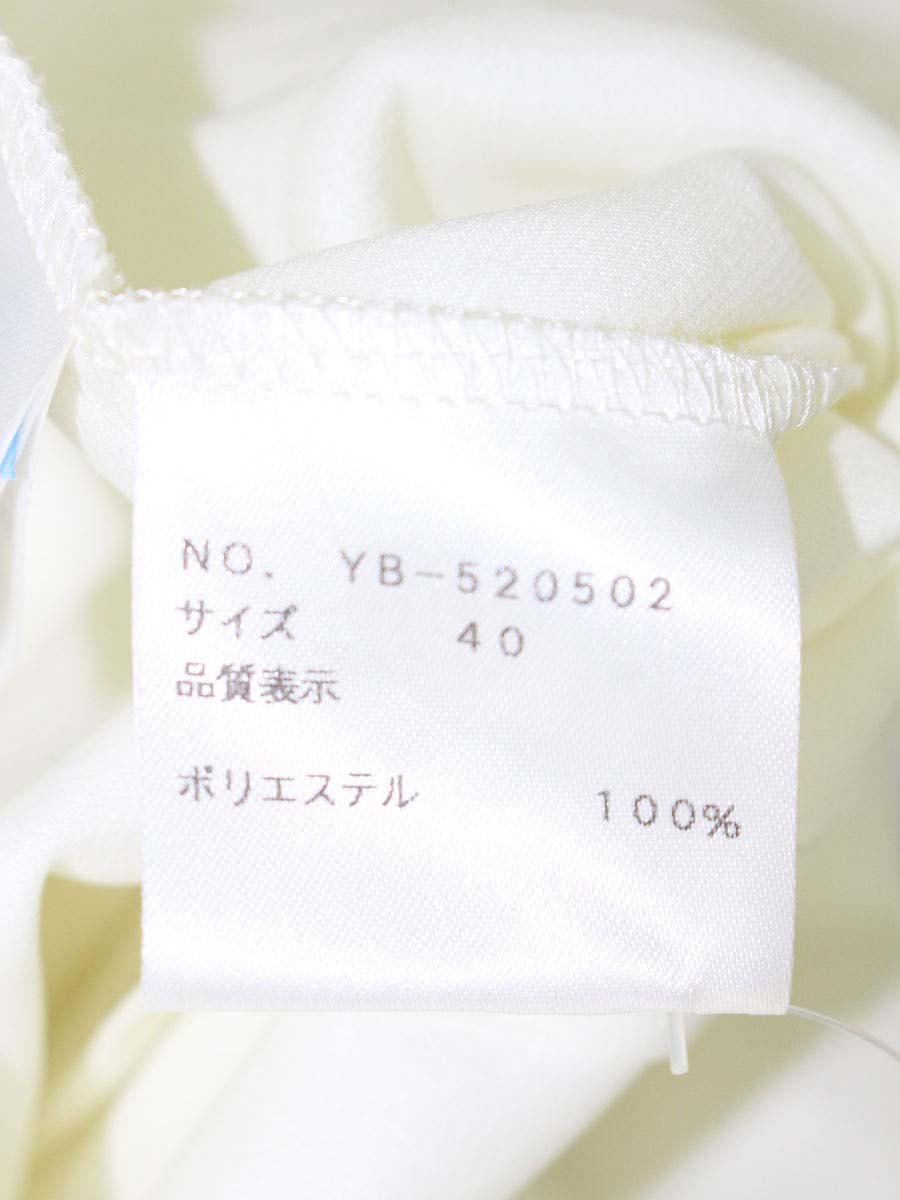 NO. YB-520502
サイズ 40
品質表示
ポリエステル 100%